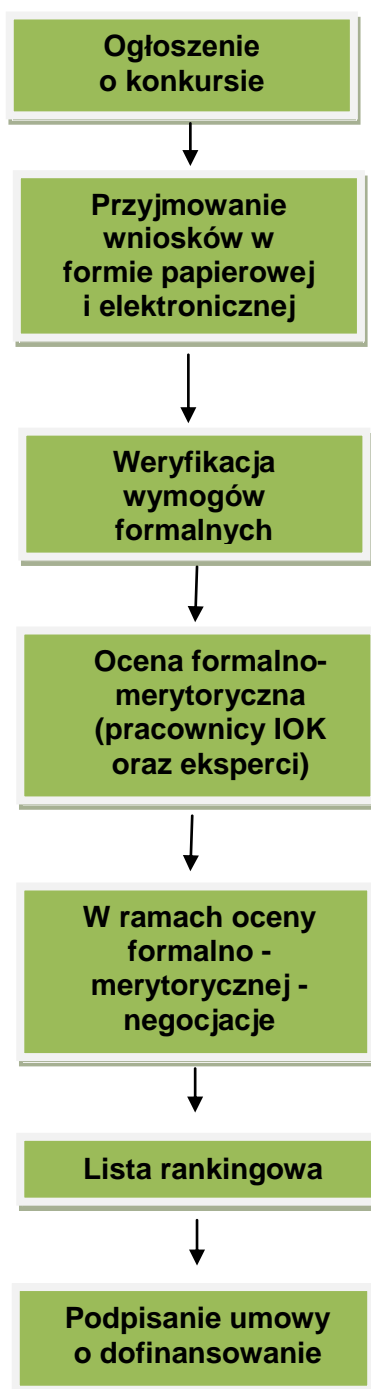 Ogłoszenie
o konkursie
Przyjmowanie
wniosków w
formie papierowej
i elektronicznej
Weryfikacja
wymogów
formalnych
Ocena formalno-
merytoryczna
(pracownicy IOK
oraz eksperci)
W ramach oceny
formalno -
merytorycznej -
negocjacje
Lista rankingowa
Podpisanie umowy
o dofinansowanie